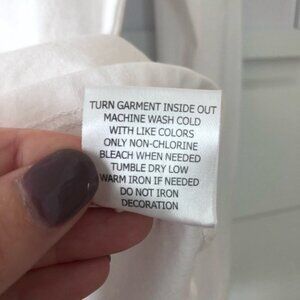 TURN GARMENT INSIDE OUT
MACHINE WASH COLD
WITH LIKE COLORS
ONLY NON-CHLORINE
BLEACH WHEN NEEDED
TUMBLE DRY LOW
WARM IRON IF NEEDED
DO NOT IRON
DECORATION